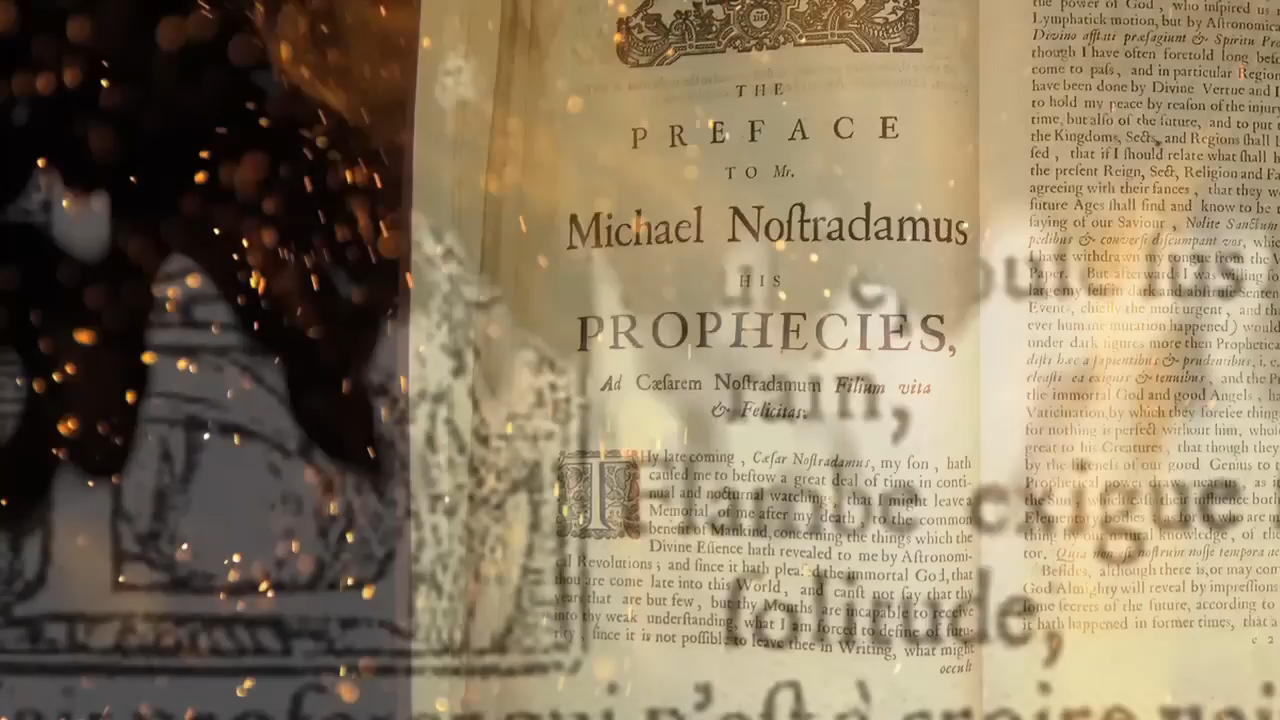 THE
PREFACE
TO Mr.
Michael Noſtradamus
HIS
PROPHECIES,
Ad Cæſarem Noſtradamum Filium vita
& Felicitas.
THy late coming , Cæſar Noſtradamus, my ſon , hath
cauſed me to beſtow a great deal of time in conti-
nual and nocturnal watchings, that I might leave a
Memorial of me after my death , to the common
benefit of Mankind, concerning the things which the
Divine Eſſence hath revealed to me by Aſtronomi-
cal Revolutions ; and ſince it hath pleaſed the immortal God, that
thou are come late into this World , and canſt not ſay that thy
years that are but few , but thy Months are incapable to receive
into thy weak underſtanding, what I am forced to define of futu-
rity , ſince it is not poſſible to leave thee in Writing, what might
occult
the power of God , who inſpired us
Lymphatick motion, but by Aſtronomica
Divino afflati præſagiunt & Spiritu Pro
though I have often foretold long befo
come to paſs , and in particular Region
have been done by Divine Vertue and I
to hold my peace by reaſon of the injur
time, but alſo of the future, and to put
the Kingdoms, Sects, and Regions ſhall
ſed , that if I ſhould relate what ſhall h
the preſent Reign, Sect, Religion and Fa
agreeing with their fances , that they w
future Ages ſhall find and know to be
ſaying of our Saviour , Nolite Sanctum
pedibus & converſi diſcumpant vos, whic
I have withdrawn my tongue from the V
Paper. But afterwards I was willing fo
large my ſelf in dark and abſtruſe Senten
Events, chiefly the moſt urgent , and th
ever humane mutation happened) would
under dark figures more then Prophetica
diſti hæc a ſapientibus & prudentibus, i. e.
cleaſti ea exiguis & tenuibus , and the Pr
the immortal God and good Angels , ha
Vaticination, by which they foreſee thing
for nothing is perfect without him, whoſ
great to his Creatures , that though they
by the likeneſs of our good Genius to
Prophetical power draws near us, as i
the Sun , which caſt their influence both
Elementary bodies
thing by our natural knowledge , of the
tor. Quia non eſt noſtrum noſſe tempora ne
Beſides, although there is, or may com
God Almighty will reveal by impreſſions
ſome ſecrets of the future, according to
it hath happened in former times, that a
c 2
ruin,
exigue